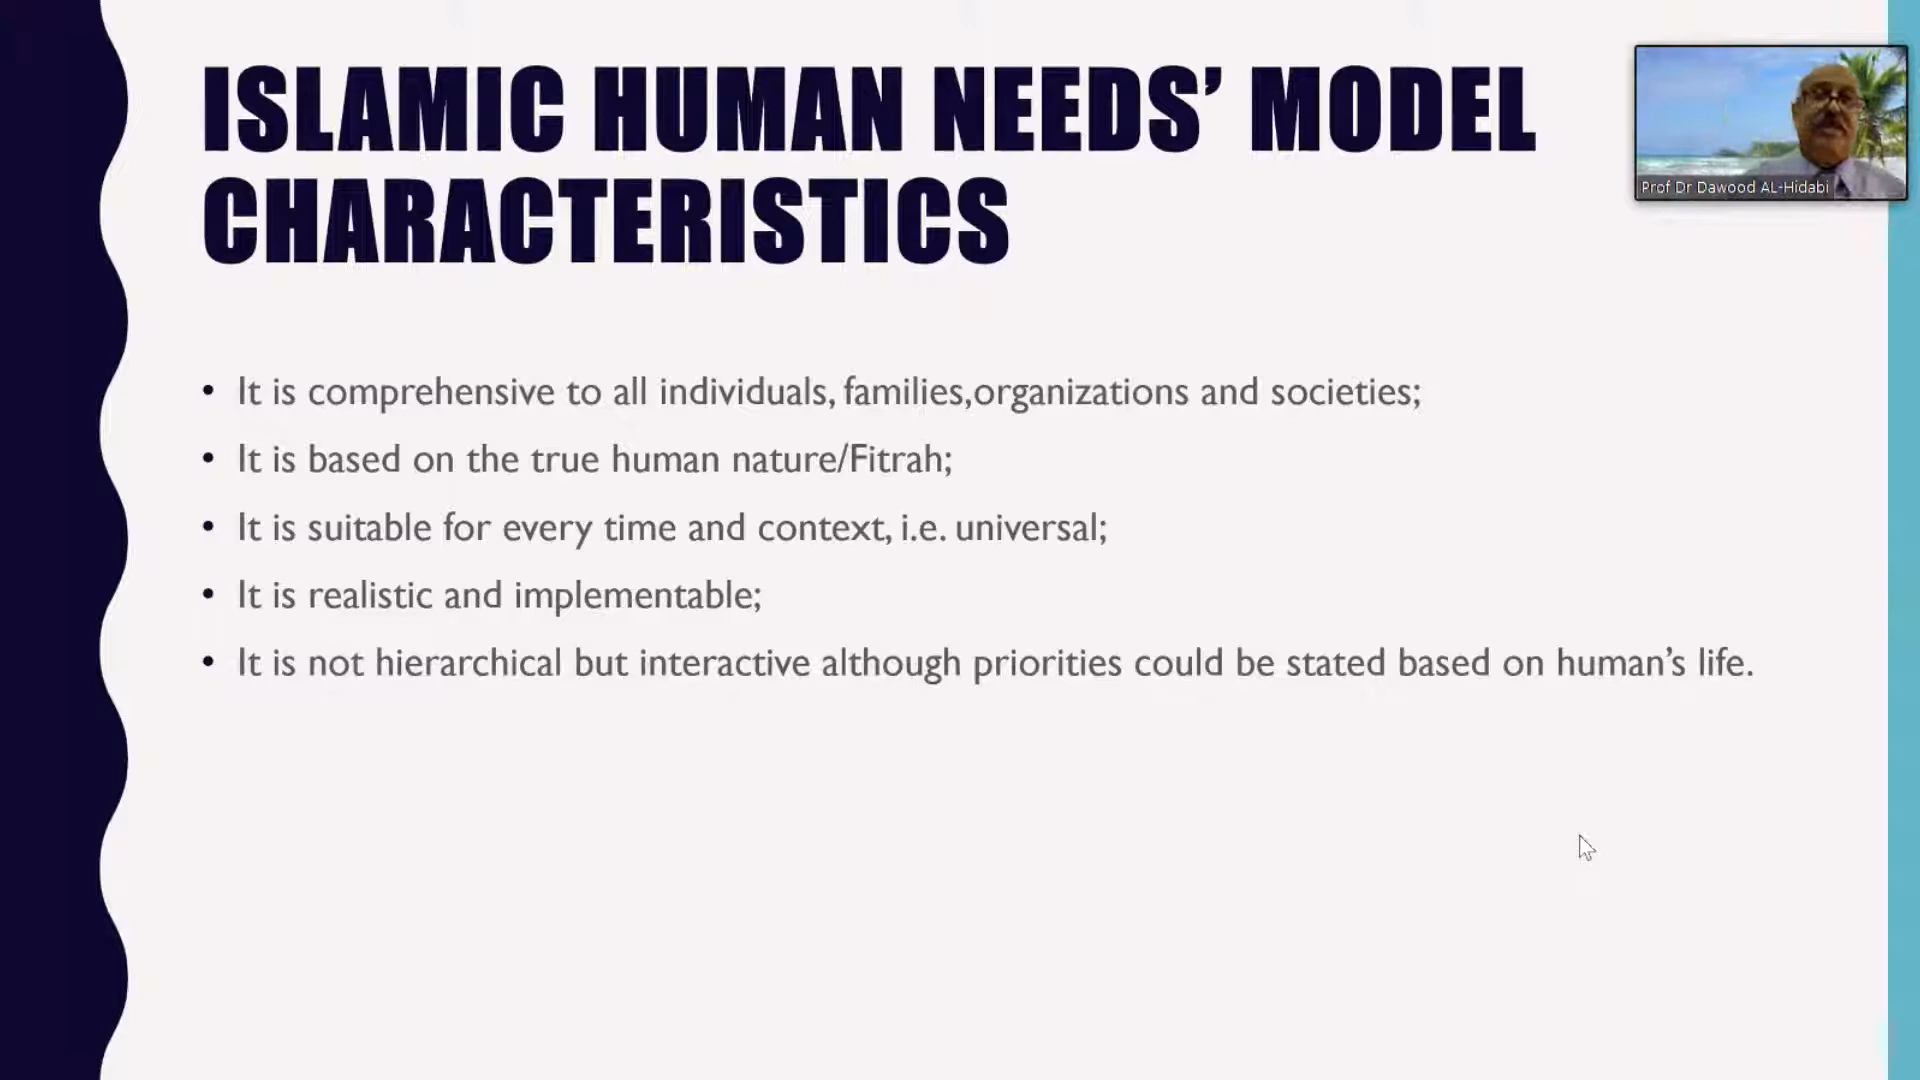 ISLAMIC HUMAN NEEDS’ MODEL
CHARACTERISTICS
Prof Dr Dawood AL-Hidabi
• It is comprehensive to all individuals, families,organizations and societies;
• It is based on the true human nature/Fitrah;
• It is suitable for every time and context, i.e. universal;
• It is realistic and implementable;
• It is not hierarchical but interactive although priorities could be stated based on human’s life.